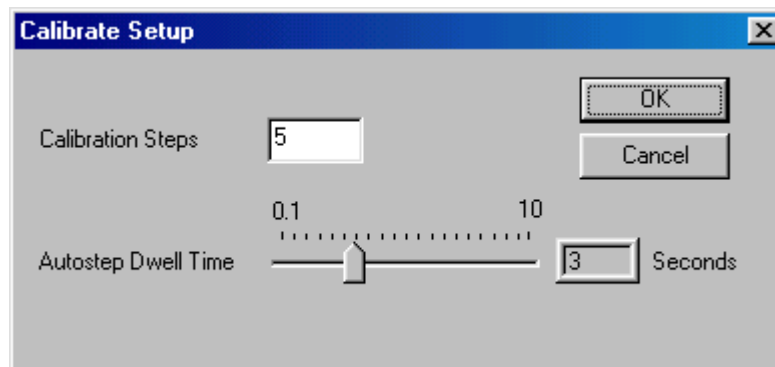 Calibrate Setup
OK
Calibration Steps 5
Cancel
0.1 10
Autostep Dwell Time 3 Seconds